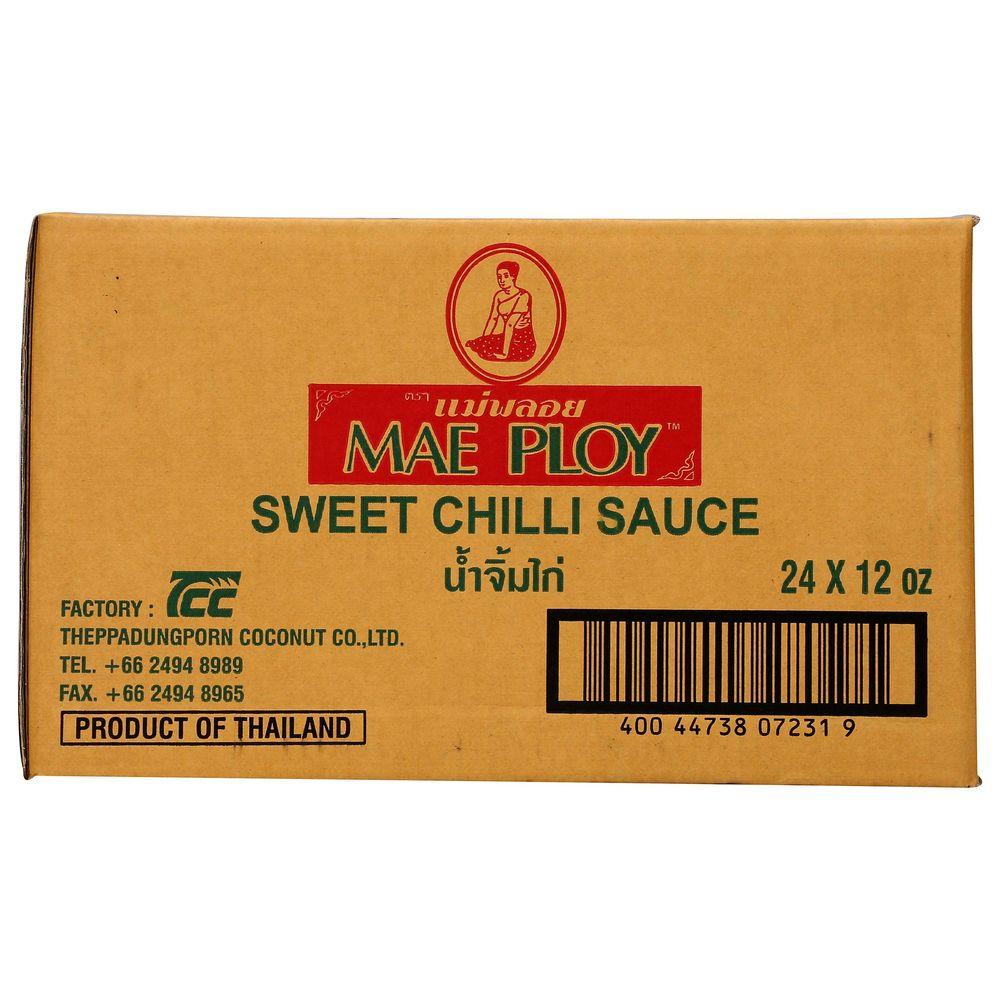 ตรา แม่พลอย
MAE PLOY™
SWEET CHILLI SAUCE
น้ำจิ้มไก่
24 X 12 oz
FACTORY : TCC
THEPPADUNGPORN COCONUT CO.,LTD.
TEL. +66 2494 8989
FAX. +66 2494 8965
PRODUCT OF THAILAND
400 44738 07231 9